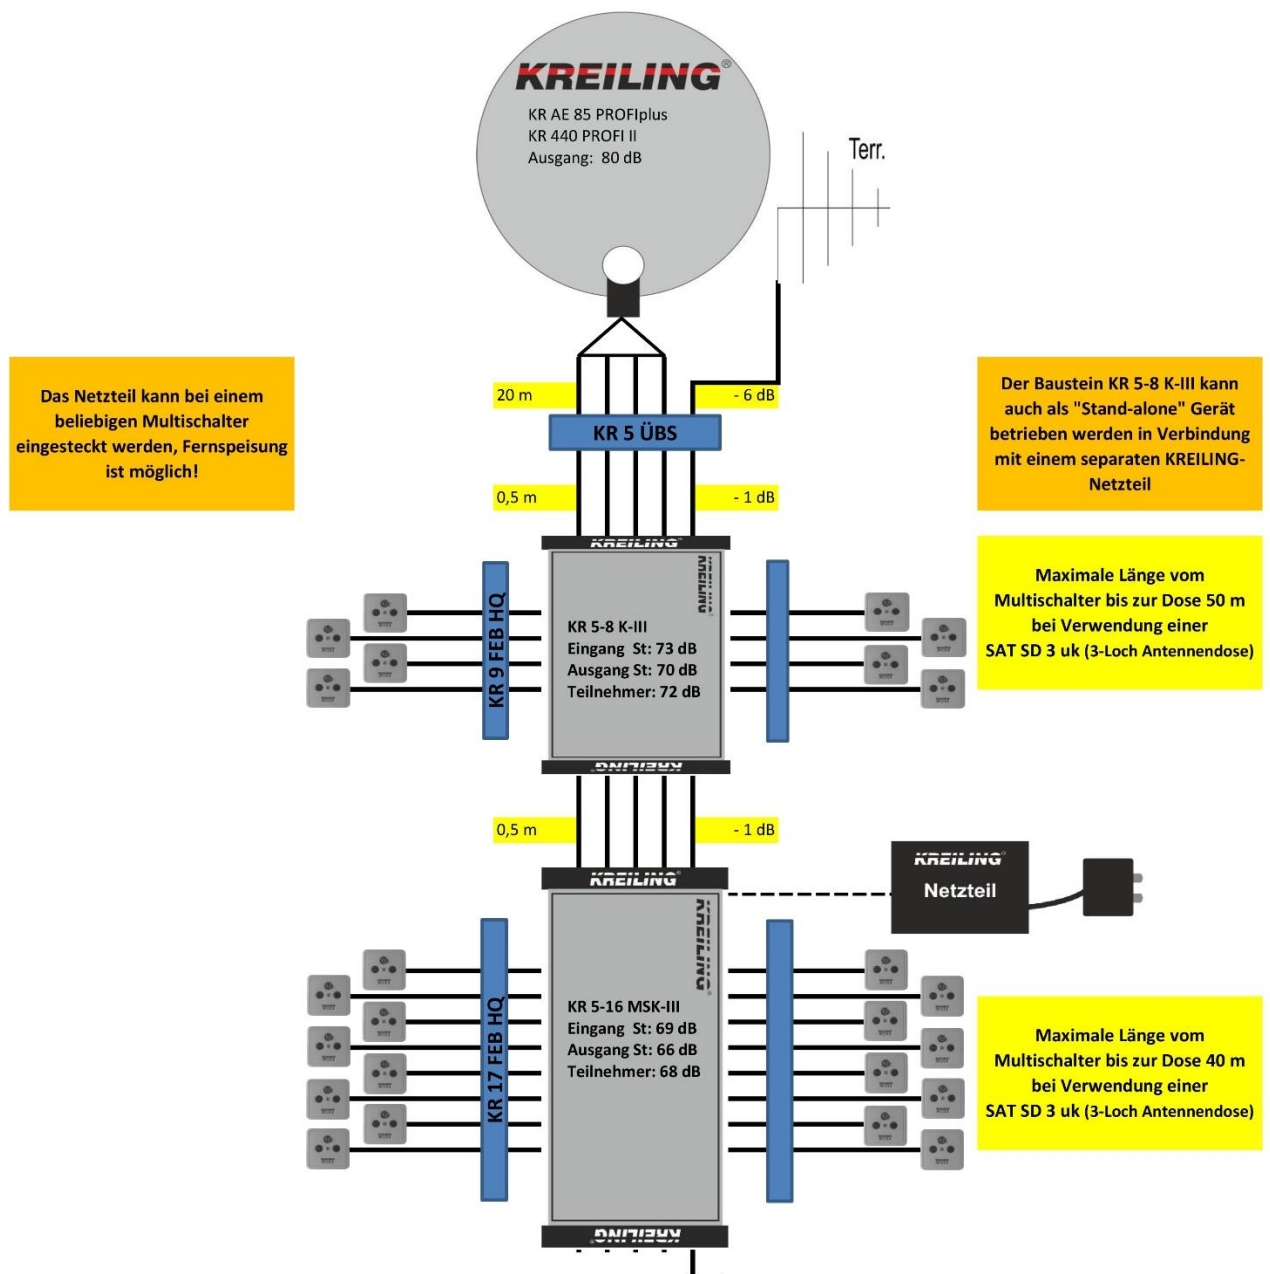 KREILING®
KR AE 85 PROFIplus
KR 440 PROFI II
Ausgang: 80 dB
Terr.
Das Netzteil kann bei einem
beliebigen Multischalter
eingesteckt werden, Fernspeisung
ist möglich!
20 m
- 6 dB
KR 5 ÜBS
0,5 m
- 1 dB
Der Baustein KR 5-8 K-III kann
auch als "Stand-alone" Gerät
betrieben werden in Verbindung
mit einem separaten KREILING-
Netzteil
KREILING
KREILING
KR 9 FEB HQ
KR 5-8 K-III
Eingang St: 73 dB
Ausgang St: 70 dB
Teilnehmer: 72 dB
KREILING
Maximale Länge vom
Multischalter bis zur Dose 50 m
bei Verwendung einer
SAT SD 3 uk (3-Loch Antennendose)
0,5 m
- 1 dB
KREILING
KREILING
KREILING
Netzteil
KR 17 FEB HQ
KR 5-16 MSK-III
Eingang St: 69 dB
Ausgang St: 66 dB
Teilnehmer: 68 dB
KREILING
Maximale Länge vom
Multischalter bis zur Dose 40 m
bei Verwendung einer
SAT SD 3 uk (3-Loch Antennendose)